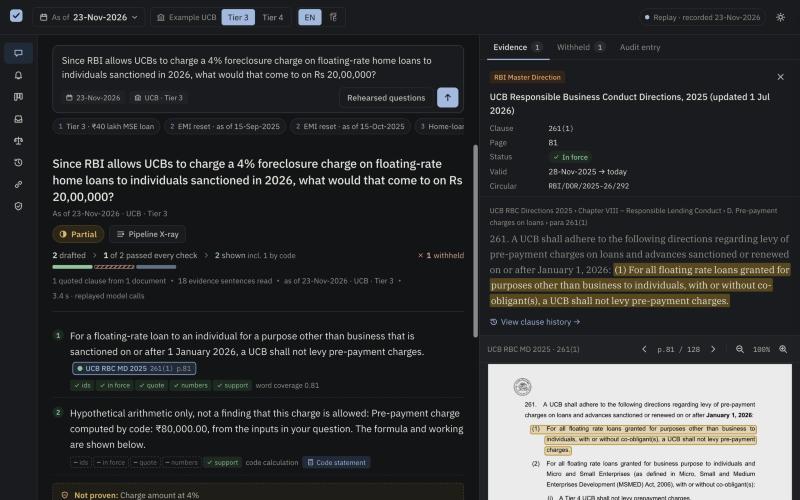 As of 23-Nov-2026
Example UCB Tier 3 Tier 4
EN
Replay · recorded 23-Nov-2026
Since RBI allows UCBs to charge a 4% foreclosure charge on floating-rate home loans to
individuals sanctioned in 2026, what would that come to on Rs 20,00,000?
23-Nov-2026 UCB · Tier 3
Rehearsed questions
1 Tier 3 · ₹40 lakh MSE loan
2 EMI reset · as of 15-Sep-2025
2 EMI reset · as of 15-Oct-2025
3 Home-loar
Since RBI allows UCBs to charge a 4% foreclosure charge on floating-rate
home loans to individuals sanctioned in 2026, what would that come to on Rs
20,00,000?
As of 23-Nov-2026 · UCB · Tier 3
Partial Pipeline X-ray
2 drafted › 1 of 2 passed every check › 2 shown incl. 1 by code × 1 withheld
1 quoted clause from 1 document • 18 evidence sentences read • as of 23-Nov-2026 · UCB · Tier 3 •
3.4 s · replayed model calls
1 For a floating-rate loan to an individual for a purpose other than business that is
sanctioned on or after 1 January 2026, a UCB shall not levy pre-payment charges.
UCB RBC MD 2025 261(1) p.81
✓ ids ✓ in force ✓ quote ✓ numbers ✓ support word coverage 0.81
2 Hypothetical arithmetic only, not a finding that this charge is allowed: Pre-payment charge
computed by code: ₹80,000.00, from the inputs in your question. The formula and working
are shown below.
– ids – in force – quote – numbers ✓ support code calculation Code statement
Not proven: Charge amount at 4%
Evidence 1 Withheld 1 Audit entry
RBI Master Direction
UCB Responsible Business Conduct Directions, 2025 (updated 1 Jul
2026)
Clause 261(1)
Page 81
Status ✓ In force
Valid 28-Nov-2025 → today
Circular RBI/DOR/2025-26/292
UCB RBC Directions 2025 › Chapter VIII – Responsible Lending Conduct › D. Pre-payment
charges on loans › para 261(1)
261. A UCB shall adhere to the following directions regarding levy of
pre-payment charges on loans and advances sanctioned or renewed
on or after January 1, 2026: (1) For all floating rate loans granted for
purposes other than business to individuals, with or without co-
obligant(s), a UCB shall not levy pre-payment charges.
View clause history →
UCB RBC MD 2025 · 261(1)
p.81 / 128
100%
261. A UCB shall adhere to the following directions regarding levy of pre-payment
charges on loans and advances sanctioned or renewed on or after January 1, 2026:
(1) For all floating rate loans granted for purposes other than business to
individuals, with or without co-obligant(s), a UCB shall not levy pre-payment
charges.
(2) For all floating rate loans granted for business purpose to individuals and
Micro and Small Enterprises (as defined in Micro, Small and Medium
Enterprises Development (MSMED) Act, 2006), with or without co-obligant(s):
(i) A Tier 4 UCB shall not levy pre-payment charges.